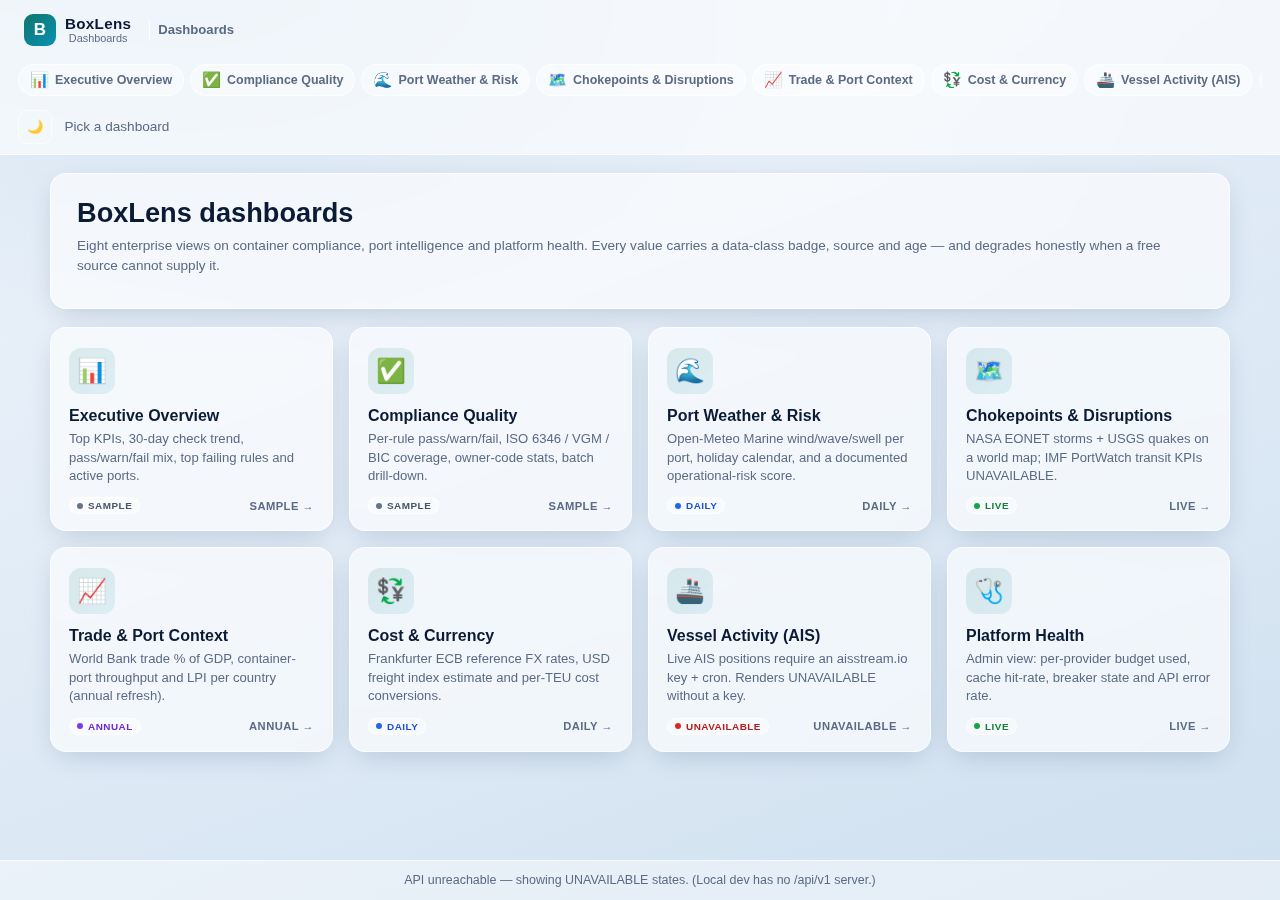 B
BoxLens
Dashboards
Dashboards
Executive Overview
Compliance Quality
Port Weather & Risk
Chokepoints & Disruptions
Trade & Port Context
Cost & Currency
Vessel Activity (AIS)
Pick a dashboard
BoxLens dashboards
Eight enterprise views on container compliance, port intelligence and platform health. Every value carries a data-class badge, source and age — and degrades honestly when a free
source cannot supply it.
Executive Overview
Top KPIs, 30-day check trend,
pass/warn/fail mix, top failing rules and
active ports.
SAMPLE
SAMPLE →
Compliance Quality
Per-rule pass/warn/fail, ISO 6346 / VGM /
BIC coverage, owner-code stats, batch
drill-down.
SAMPLE
SAMPLE →
Port Weather & Risk
Open-Meteo Marine wind/wave/swell per
port, holiday calendar, and a documented
operational-risk score.
DAILY
DAILY →
Chokepoints & Disruptions
NASA EONET storms + USGS quakes on
a world map; IMF PortWatch transit KPIs
UNAVAILABLE.
LIVE
LIVE →
Trade & Port Context
World Bank trade % of GDP, container-
port throughput and LPI per country
(annual refresh).
ANNUAL
ANNUAL →
Cost & Currency
Frankfurter ECB reference FX rates, USD
freight index estimate and per-TEU cost
conversions.
DAILY
DAILY →
Vessel Activity (AIS)
Live AIS positions require an aisstream.io
key + cron. Renders UNAVAILABLE
without a key.
UNAVAILABLE
UNAVAILABLE →
Platform Health
Admin view: per-provider budget used,
cache hit-rate, breaker state and API error
rate.
LIVE
LIVE →
API unreachable — showing UNAVAILABLE states. (Local dev has no /api/v1 server.)